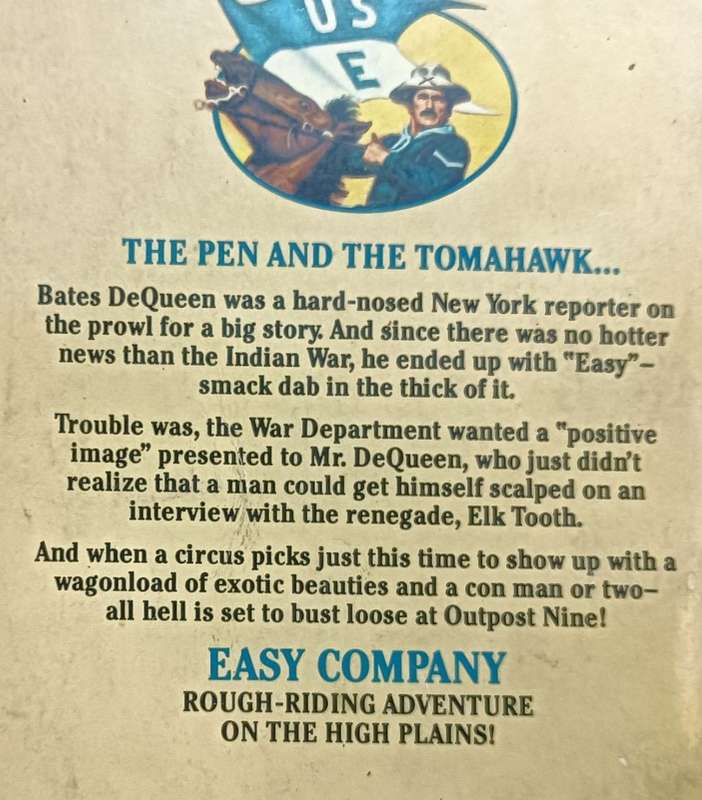 US
E
THE PEN AND THE TOMAHAWK...
Bates DeQueen was a hard-nosed New York reporter on
the prowl for a big story. And since there was no hotter
news than the Indian War, he ended up with "Easy"—
smack dab in the thick of it.
Trouble was, the War Department wanted a "positive
image" presented to Mr. DeQueen, who just didn't
realize that a man could get himself scalped on an
interview with the renegade, Elk Tooth.
And when a circus picks just this time to show up with a
wagonload of exotic beauties and a con man or two—
all hell is set to bust loose at Outpost Nine!
EASY COMPANY
ROUGH-RIDING ADVENTURE
ON THE HIGH PLAINS!